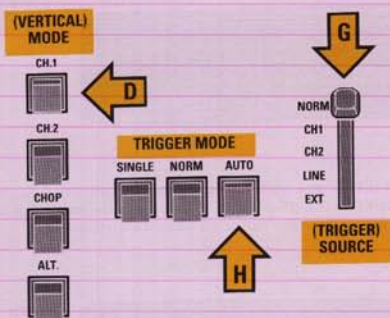 (VERTICAL)
MODE
CH.1
D
CH.2
CHOP
ALT.
TRIGGER MODE
SINGLE NORM AUTO
H
G
NORM
CH1
CH2
LINE
EXT
(TRIGGER)
SOURCE